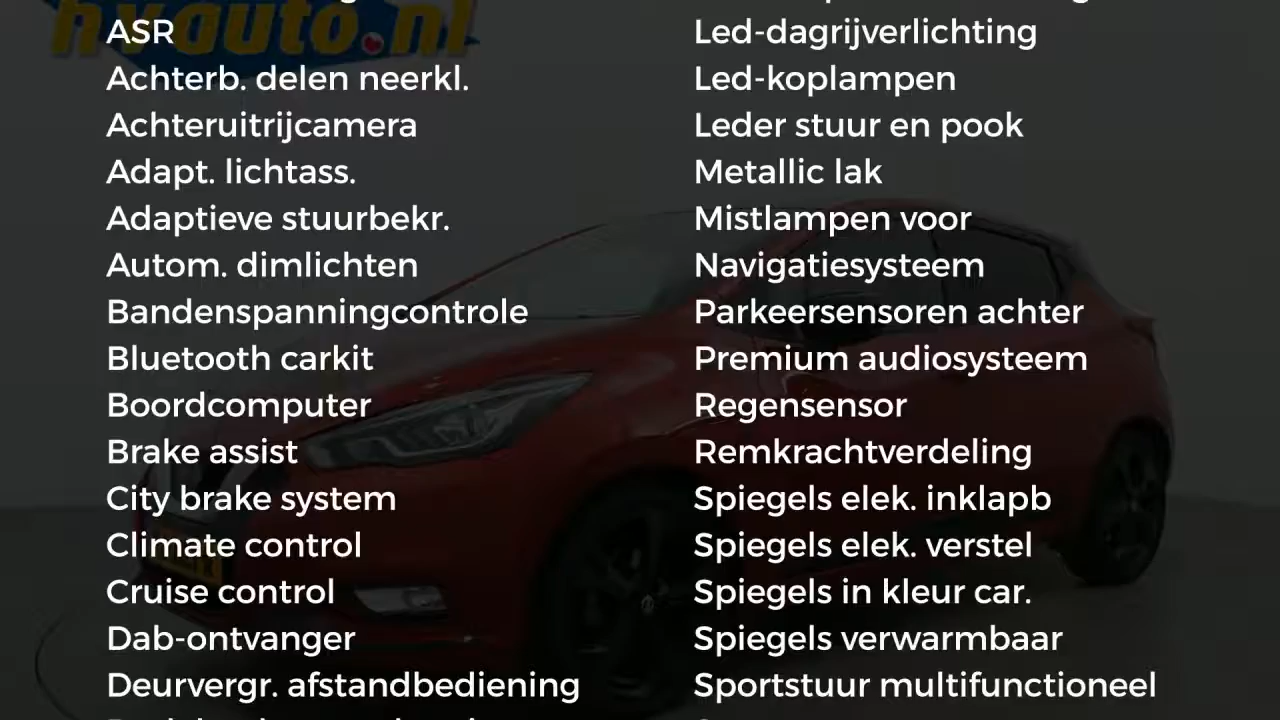 hvauto.nl
ASR
Achterb. delen neerkl.
Achteruitrijcamera
Adapt. lichtass.
Adaptieve stuurbekr.
Autom. dimlichten
Bandenspanningcontrole
Bluetooth carkit
Boordcomputer
Brake assist
City brake system
Climate control
Cruise control
Dab-ontvanger
Deurvergr. afstandbediening
Led-dagrijverlichting
Led-koplampen
Leder stuur en pook
Metallic lak
Mistlampen voor
Navigatiesysteem
Parkeersensoren achter
Premium audiosysteem
Regensensor
Remkrachtverdeling
Spiegels elek. inklapb
Spiegels elek. verstel
Spiegels in kleur car.
Spiegels verwarmbaar
Sportstuur multifunctioneel